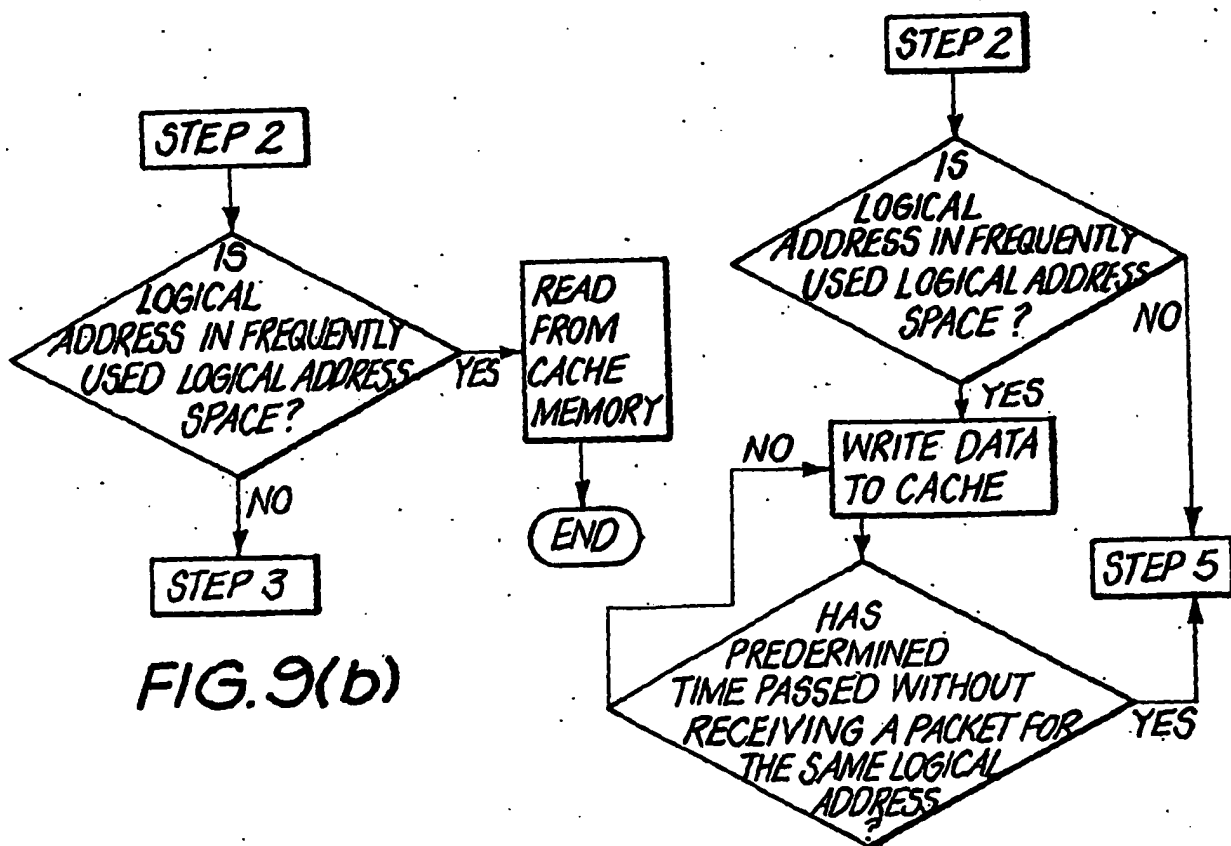 STEP 2
IS
LOGICAL
ADDRESS IN FREQUENTLY
USED LOGICAL ADDRESS
SPACE?
YES
READ
FROM
CACHE
MEMORY
END
NO
STEP 3
FIG.9(b)
STEP 2
IS
LOGICAL
ADDRESS IN FREQUENTLY
USED LOGICAL ADDRESS
SPACE?
NO
YES
NO
WRITE DATA
TO CACHE
STEP 5
HAS
PREDERMINED
TIME PASSED WITHOUT
RECEIVING A PACKET FOR
THE SAME LOGICAL
ADDRESS
?
YES